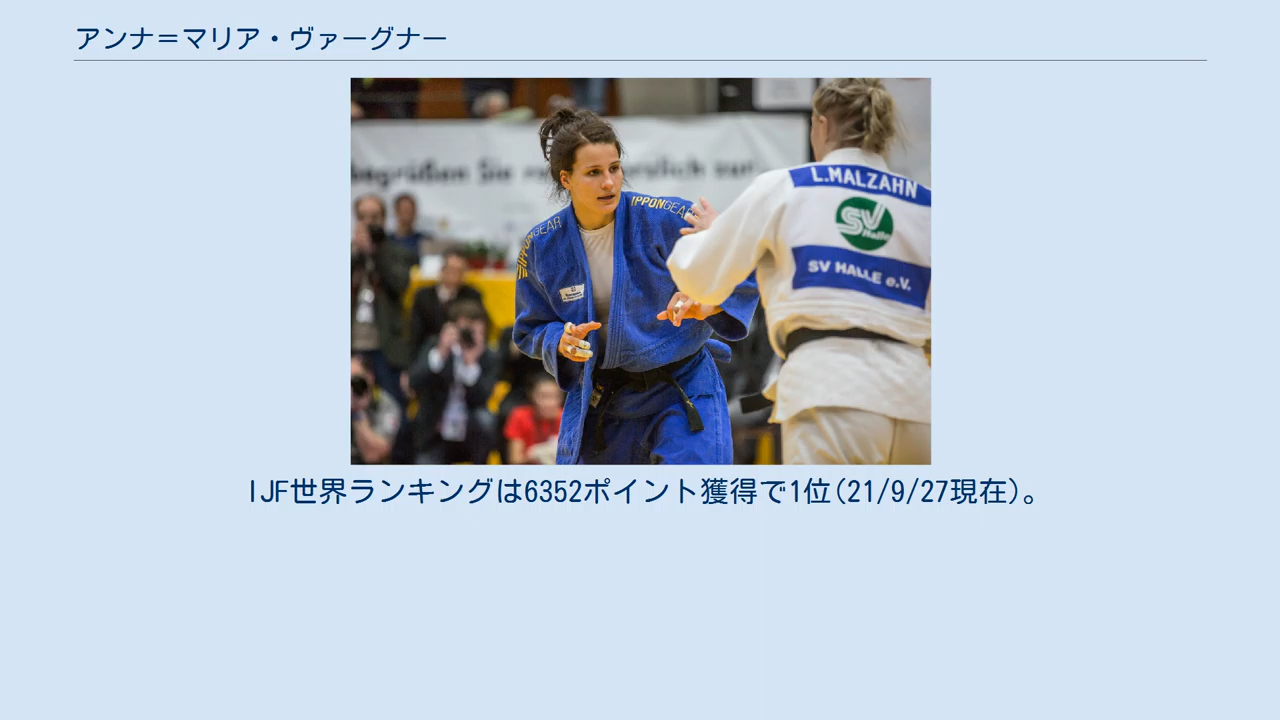 アンナ＝マリア・ヴァーグナー
IPPONGEAR
IPPONGEAR
L.MALZAHN
SV
Halle
SV HALLE e.V.
IJF世界ランキングは6352ポイント獲得で1位(21/9/27現在)。